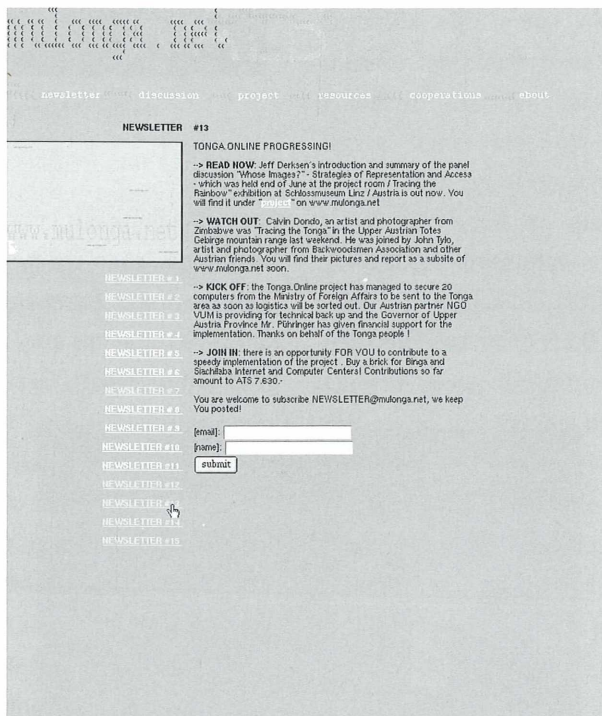 newsletter discussion project resources cooperations about
NEWSLETTER #13
www.mulonga.net
NEWSLETTER # 1
NEWSLETTER # 2
NEWSLETTER # 3
NEWSLETTER # 4
NEWSLETTER # 5
NEWSLETTER # 6
NEWSLETTER # 7
NEWSLETTER # 8
NEWSLETTER # 9
NEWSLETTER #10
NEWSLETTER #11
NEWSLETTER #12
NEWSLETTER
NEWSLETTER #14
NEWSLETTER #15
TONGA.ONLINE PROGRESSING!
--> READ NOW: Jeff Derksen´s introduction and summary of the panel
discussion "Whose Images?" - Strategies of Representation and Access
- which was held end of June at the project room / Tracing the
Rainbow" exhibition at Schlossmuseum Linz / Austria is out now. You
will find it under "project" on www.mulonga.net
--> WATCH OUT: Calvin Dondo, an artist and photographer from
Zimbabwe was "Tracing the Tonga" in the Upper Austrian Totes
Gebirge mountain range last weekend. He was joined by John Tylo,
artist and photographer from Backwoodsmen Association and other
Austrian friends. You will find their pictures and report as a subsite of
www.mulonga.net soon.
--> KICK OFF: the Tonga.Online project has managed to secure 20
computers from the Ministry of Foreign Affairs to be sent to the Tonga
area as soon as logistics will be sorted out. Our Austrian partner NGO
VUM is providing for technical back up and the Governor of Upper
Austria Province Mr. Pühringer has given financial support for the
implementation. Thanks on behalf of the Tonga people !
--> JOIN IN: there is an opportunity FOR YOU to contribute to a
speedy implementation of the project . Buy a brick for Binga and
Siachilaba Internet and Computer Centers! Contributions so far
amount to ATS 7.630.-
You are welcome to subscribe NEWSLETTER@mulonga.net, we keep
You posted!
[email]:
[name]:
submit